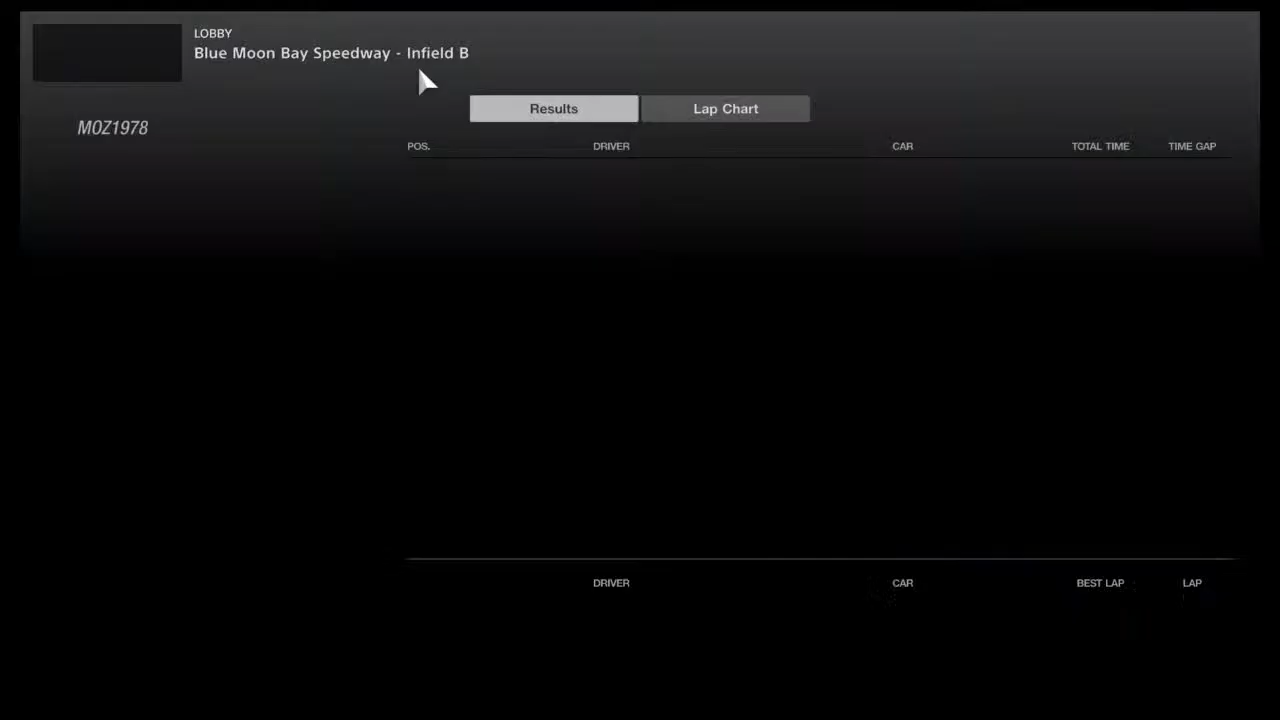 LOBBY
Blue Moon Bay Speedway - Infield B
Results Lap Chart
MOZ1978
POS. DRIVER CAR TOTAL TIME TIME GAP
DRIVER CAR BEST LAP LAP